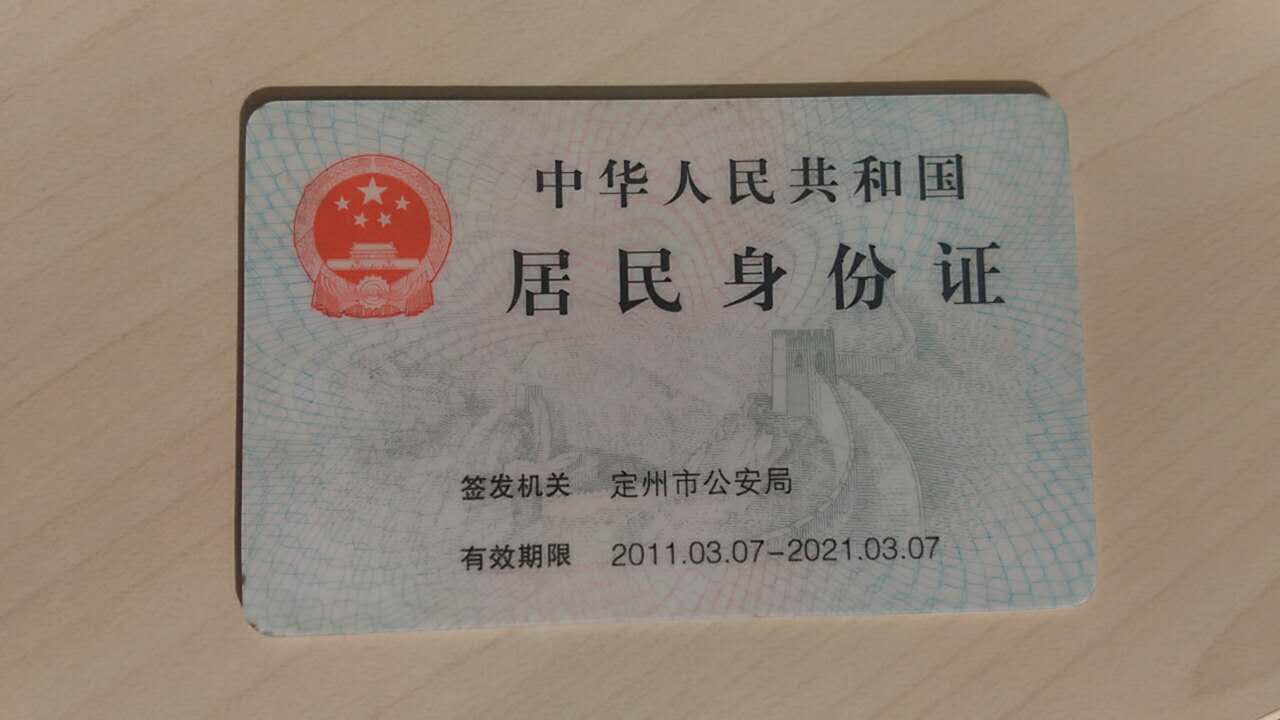 中华人民共和国
居民身份证
签发机关 定州市公安局
有效期限 2011.03.07-2021.03.07